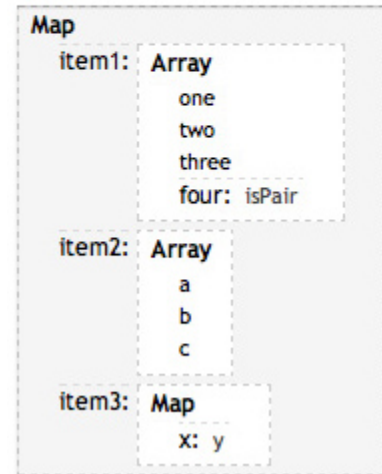 Map
item1: Array
one
two
three
four: isPair
item2: Array
a
b
c
item3: Map
x: y